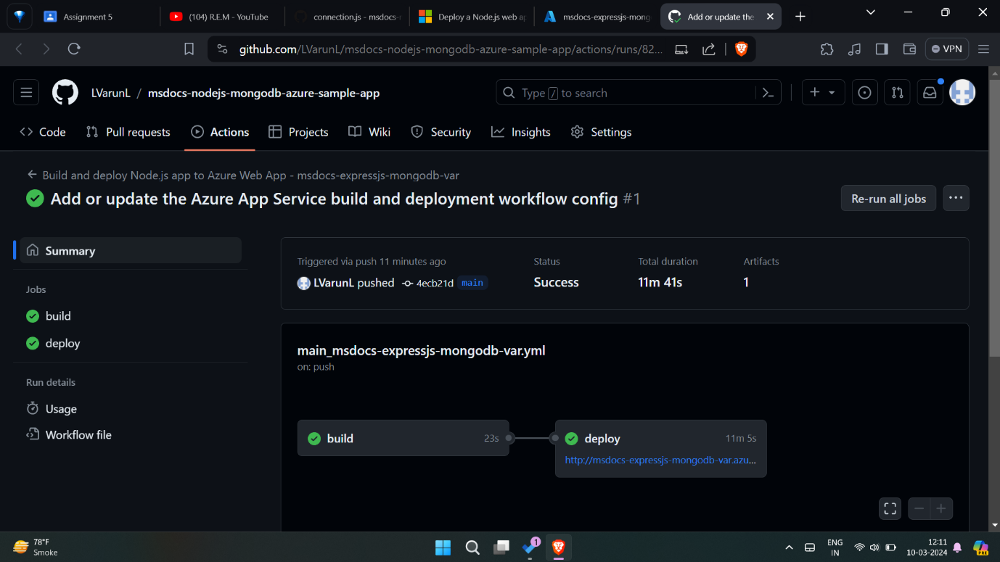 Assignment 5
(104) R.E.M - YouTube
connection.js - msdocs-
Deploy a Node.js web ap
msdocs-expressjs-mong
Add or update the
VPN
github.com/LVarunL/msdocs-nodejs-mongodb-azure-sample-app/actions/runs/82...
LVarunL / msdocs-nodejs-mongodb-azure-sample-app
Type / to search
Code
Pull requests
Actions
Projects
Wiki
Security
Insights
Settings
Build and deploy Node.js app to Azure Web App - msdocs-expressjs-mongodb-var
Add or update the Azure App Service build and deployment workflow config #1
Re-run all jobs
Summary
Jobs
build
deploy
Run details
Usage
Workflow file
Triggered via push 11 minutes ago
LVarunL pushed 4ecb21d main
Status
Success
Total duration
11m 41s
Artifacts
1
main_msdocs-expressjs-mongodb-var.yml
on: push
build 23s
deploy 11m 5s
http://msdocs-expressjs-mongodb-var.azu...
78°F
Smoke
1
ENG
IN
12:11
10-03-2024
PRE